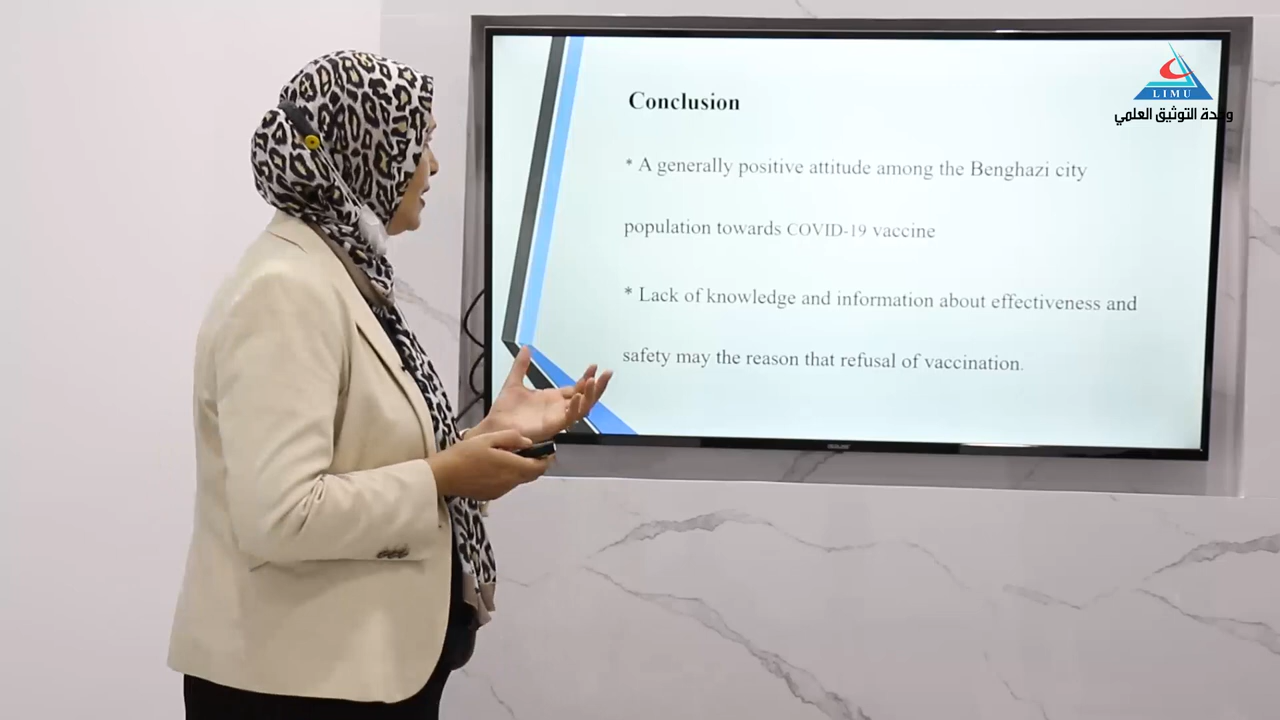 LIMU
وحدة التوثيق العلمي
Conclusion
* A generally positive attitude among the Benghazi city
population towards COVID-19 vaccine
* Lack of knowledge and information about effectiveness and
safety may the reason that refusal of vaccination.